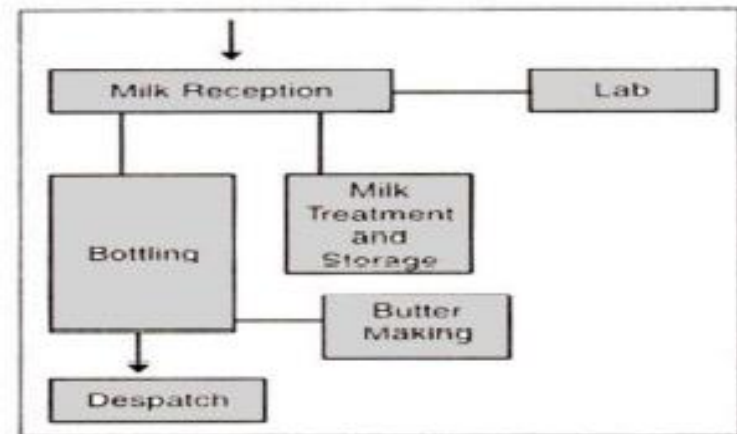 Milk Reception
Lab
Bottling
Milk
Treatment
and
Storage
Butter
Making
Despatch